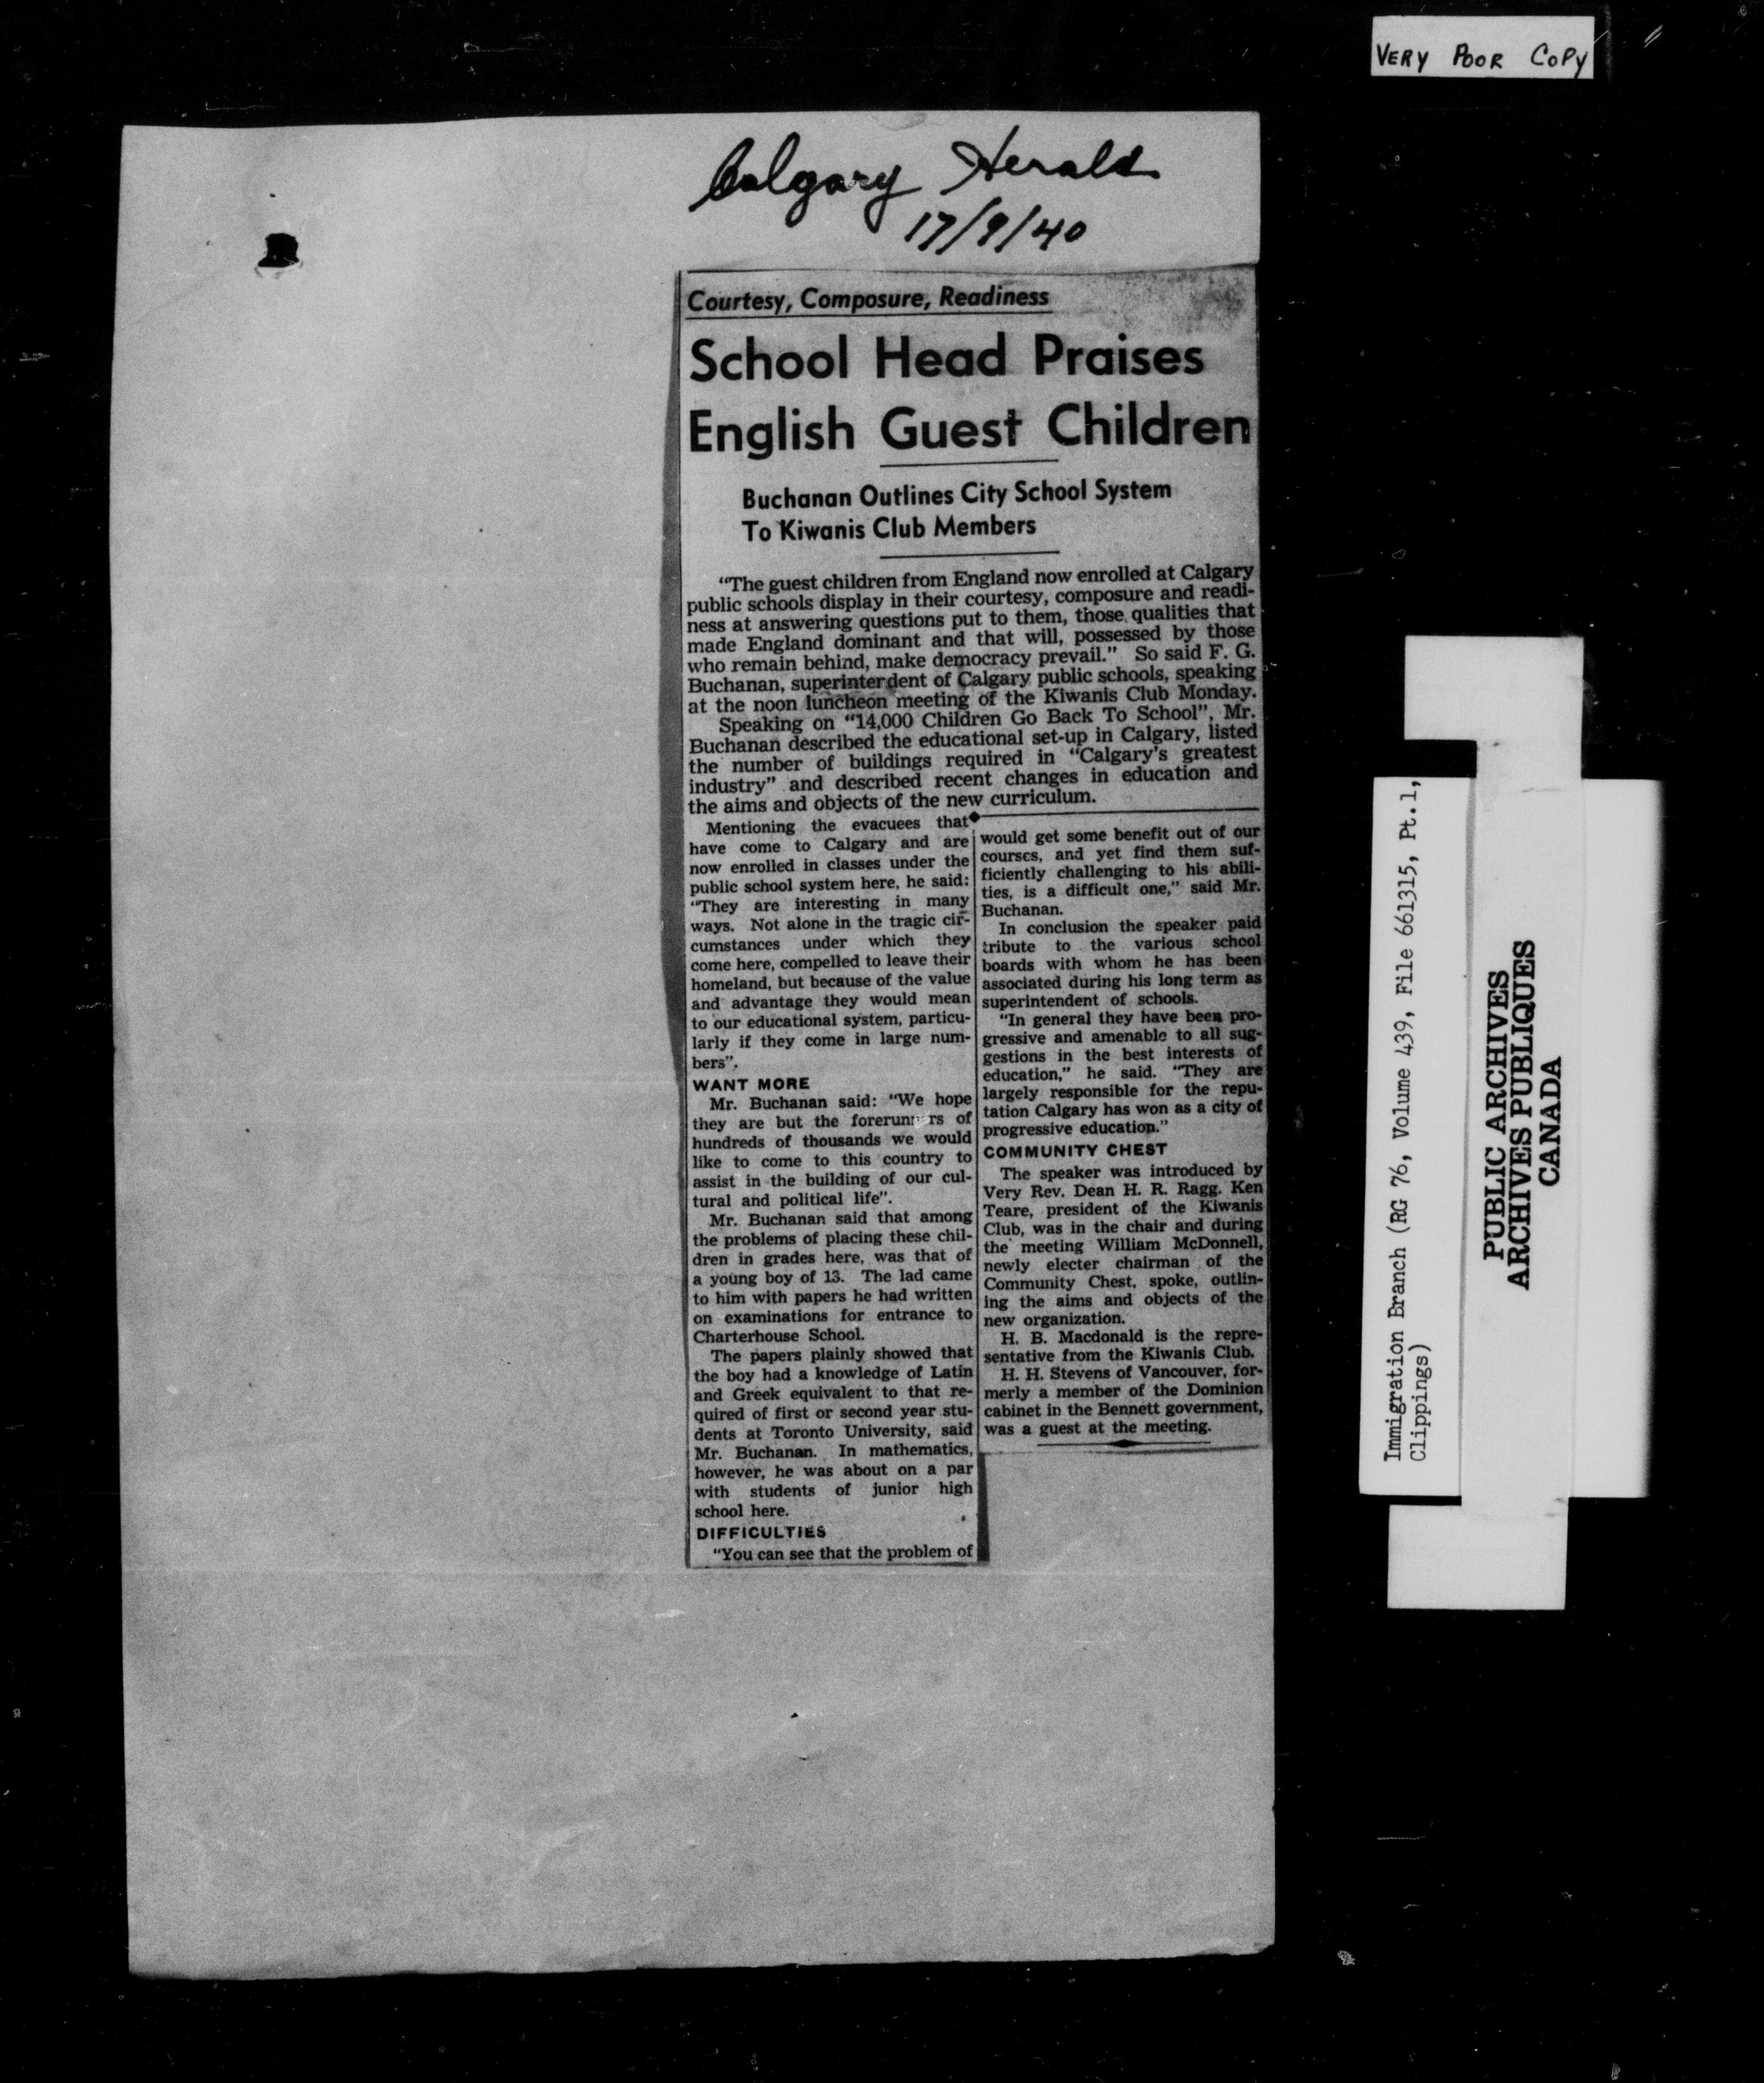 VERY POOR COPY
Calgary Herald
17/9/40
Courtesy, Composure, Readiness
School Head Praises
English Guest Children
Buchanan Outlines City School System
To Kiwanis Club Members
"The guest children from England now enrolled at Calgary
public schools display in their courtesy, composure and readi-
ness at answering questions put to them, those qualities that
made England dominant and that will, possessed by those
who remain behind, make democracy prevail." So said F. G.
Buchanan, superinterdent of Calgary public schools, speaking
at the noon luncheon meeting of the Kiwanis Club Monday.
Speaking on "14,000 Children Go Back To School", Mr.
Buchanan described the educational set-up in Calgary, listed
the number of buildings required in "Calgary's greatest
industry" and described recent changes in education and
the aims and objects of the new curriculum.
Mentioning the evacuees that
have come to Calgary and are
now enrolled in classes under the
public school system here, he said:
"They are interesting in many
ways. Not alone in the tragic cir-
cumstances under which they
come here, compelled to leave their
homeland, but because of the value
and advantage they would mean
to our educational system, particu-
larly if they come in large num-
bers".
WANT MORE
Mr. Buchanan said: "We hope
they are but the forerunners of
hundreds of thousands we would
like to come to this country to
assist in the building of our cul-
tural and political life".
Mr. Buchanan said that among
the problems of placing these chil-
dren in grades here, was that of
a young boy of 13. The lad came
to him with papers he had written
on examinations for entrance to
Charterhouse School.
The papers plainly showed that
the boy had a knowledge of Latin
and Greek equivalent to that re-
quired of first or second year stu-
dents at Toronto University, said
Mr. Buchanan. In mathematics,
however, he was about on a par
with students of junior high
school here.
DIFFICULTIES
"You can see that the problem of
would get some benefit out of our
courses, and yet find them suf-
ficiently challenging to his abili-
ties, is a difficult one," said Mr.
Buchanan.
In conclusion the speaker paid
tribute to the various school
boards with whom he has been
associated during his long term as
superintendent of schools.
"In general they have been pro-
gressive and amenable to all sug-
gestions in the best interests of
education," he said. "They are
largely responsible for the repu-
tation Calgary has won as a city of
progressive education."
COMMUNITY CHEST
The speaker was introduced by
Very Rev. Dean H. R. Ragg. Ken
Teare, president of the Kiwanis
Club, was in the chair and during
the meeting William McDonnell,
newly electer chairman of the
Community Chest, spoke, outlin-
ing the aims and objects of the
new organization.
H. B. Macdonald is the repre-
sentative from the Kiwanis Club.
H. H. Stevens of Vancouver, for-
merly a member of the Dominion
cabinet in the Bennett government,
was a guest at the meeting.
Immigration Branch (RG 76, Volume 439, File 661315, Pt.1,
Clippings)
PUBLIC ARCHIVES
ARCHIVES PUBLIQUES
CANADA